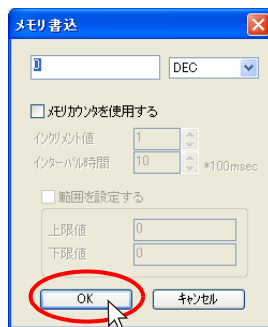 メモリ書込
0 DEC
メモリカウンタを使用する
インクリメント値 1
インターバル時間 10 *100msec
範囲を設定する
上限値 0
下限値 0
OK キャンセル